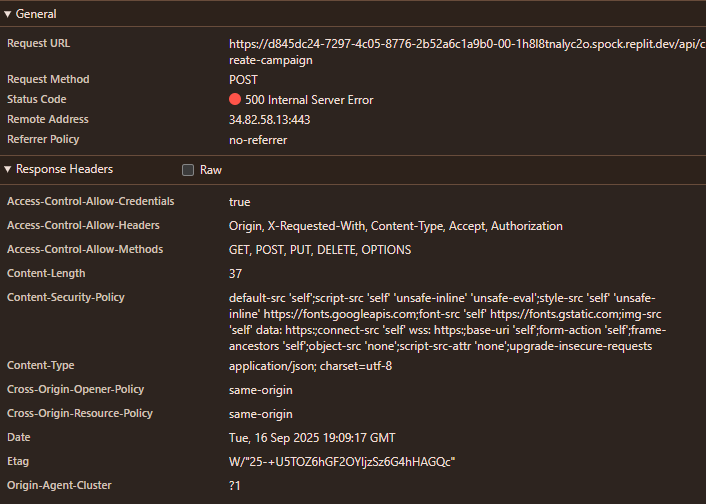 ▼ General
Request URL https://d845dc24-7297-4c05-8776-2b52a6c1a9b0-00-1h8l8tnalyc2o.spock.replit.dev/api/c
reate-campaign
Request Method POST
Status Code 500 Internal Server Error
Remote Address 34.82.58.13:443
Referrer Policy no-referrer
▼ Response Headers Raw
Access-Control-Allow-Credentials true
Access-Control-Allow-Headers Origin, X-Requested-With, Content-Type, Accept, Authorization
Access-Control-Allow-Methods GET, POST, PUT, DELETE, OPTIONS
Content-Length 37
Content-Security-Policy default-src 'self';script-src 'self' 'unsafe-inline' 'unsafe-eval';style-src 'self' 'unsafe-
inline' https://fonts.googleapis.com;font-src 'self' https://fonts.gstatic.com;img-src
'self' data: https:;connect-src 'self' wss: https:;base-uri 'self';form-action 'self';frame-
ancestors 'self';object-src 'none';script-src-attr 'none';upgrade-insecure-requests
Content-Type application/json; charset=utf-8
Cross-Origin-Opener-Policy same-origin
Cross-Origin-Resource-Policy same-origin
Date Tue, 16 Sep 2025 19:09:17 GMT
Etag W/"25-+U5TOZ6hGF2OYljzSz6G4hHAGQc"
Origin-Agent-Cluster ?1